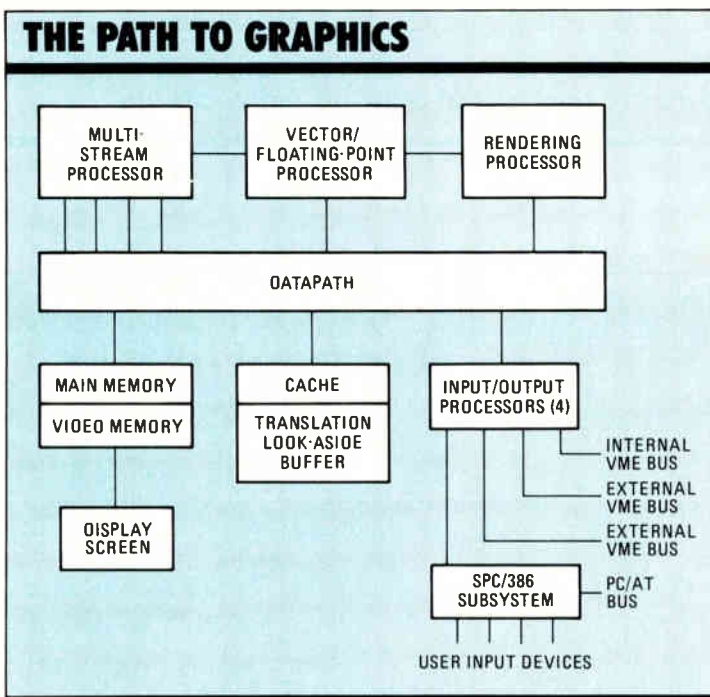 THE PATH TO GRAPHICS
MULTI-
STREAM
PROCESSOR
VECTOR/
FLOATING-POINT
PROCESSOR
RENDERING
PROCESSOR
DATAPATH
MAIN MEMORY
VIDEO MEMORY
CACHE
TRANSLATION
LOOK-ASIDE
BUFFER
INPUT/OUTPUT
PROCESSORS (4)
INTERNAL
VME BUS
EXTERNAL
VME BUS
EXTERNAL
VME BUS
DISPLAY
SCREEN
SPC/386
SUBSYSTEM
PC/AT
BUS
USER INPUT DEVICES